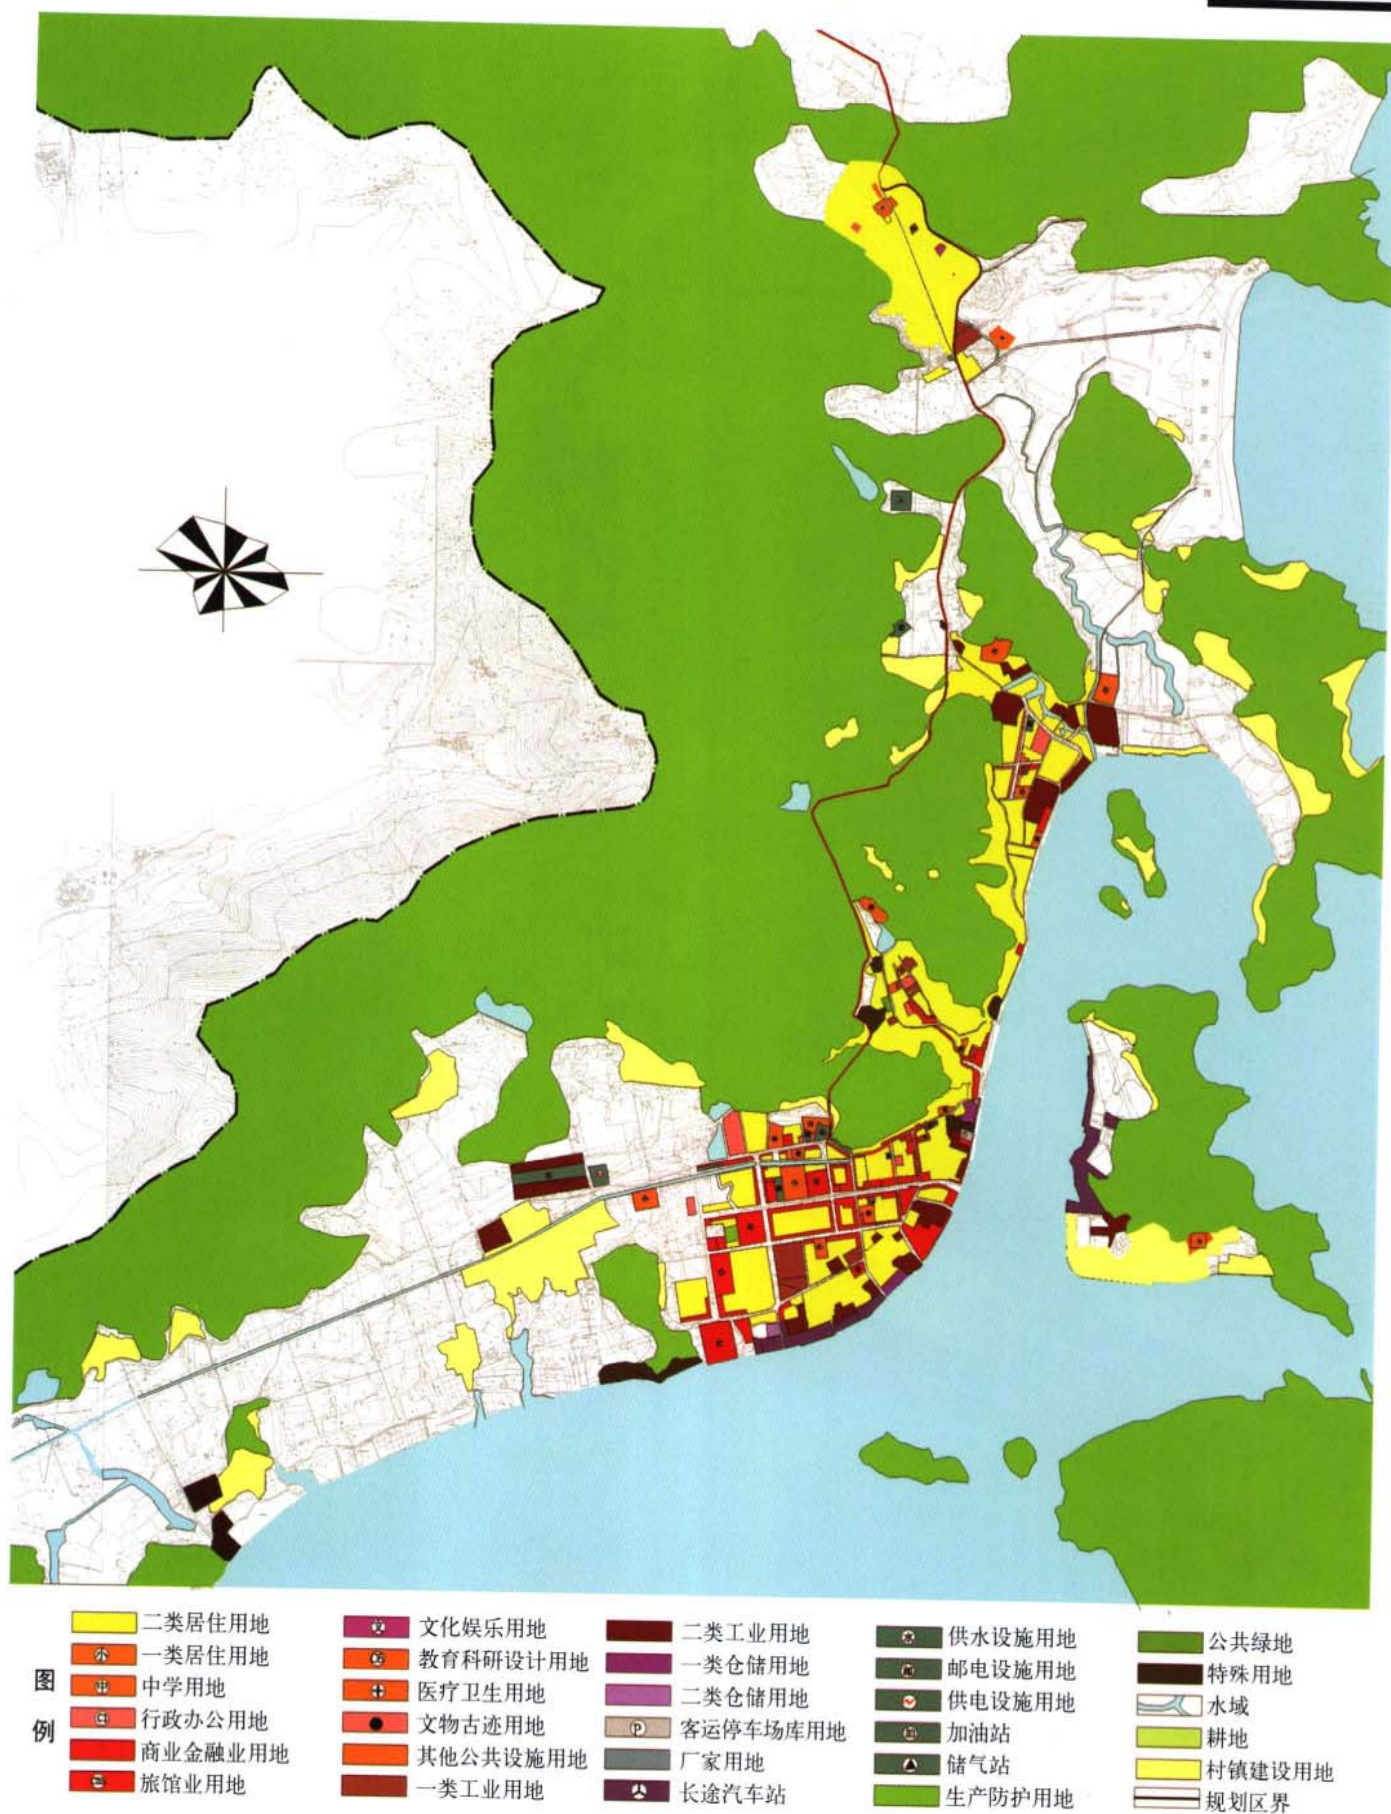 图例
二类居住用地
一类居住用地
中学用地
行政办公用地
商业金融业用地
旅馆业用地
文化娱乐用地
教育科研设计用地
医疗卫生用地
文物古迹用地
其他公共设施用地
一类工业用地
二类工业用地
一类仓储用地
二类仓储用地
客运停车场库用地
厂家用地
长途汽车站
供水设施用地
邮电设施用地
供电设施用地
加油站
储气站
生产防护用地
公共绿地
特殊用地
水域
耕地
村镇建设用地
规划区界